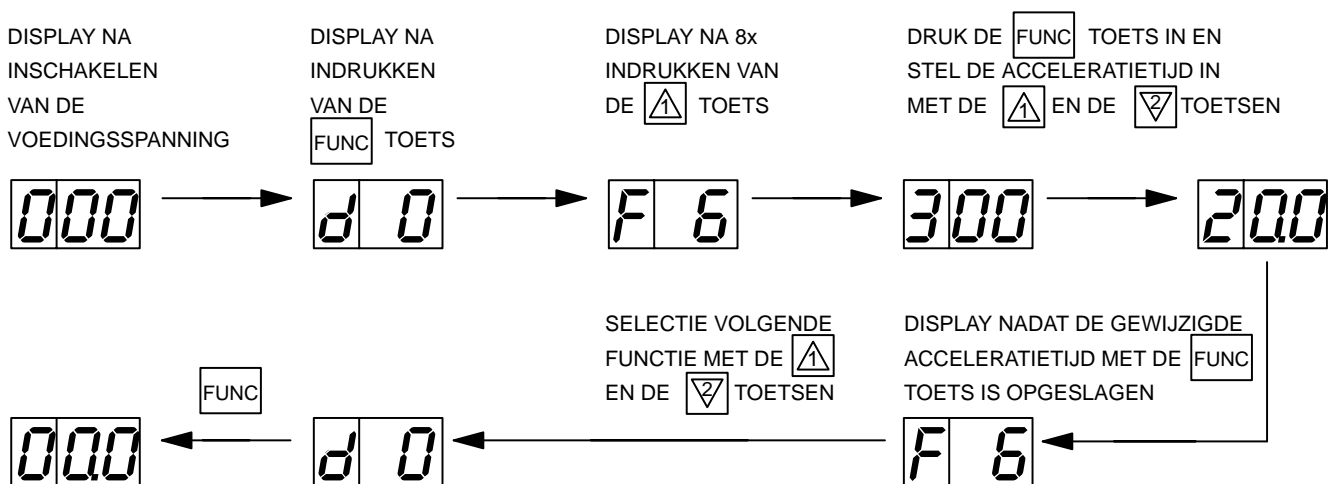 DISPLAY NA
INSCHAKELEN
VAN DE
VOEDINGSSPANNING
000
DISPLAY NA
INDRUKKEN
VAN DE
FUNC TOETS
d 0
DISPLAY NA 8x
INDRUKKEN VAN
DE 1 TOETS
F 6
DRUK DE FUNC TOETS IN EN
STEL DE ACCELERATIETIJD IN
MET DE 1 EN DE 2 TOETSEN
300
20.0
DISPLAY NADAT DE GEWIJZIGDE
ACCELERATIETIJD MET DE FUNC
TOETS IS OPGESLAGEN
F 6
SELECTIE VOLGENDE
FUNCTIE MET DE 1
EN DE 2 TOETSEN
d 0
FUNC
00.0